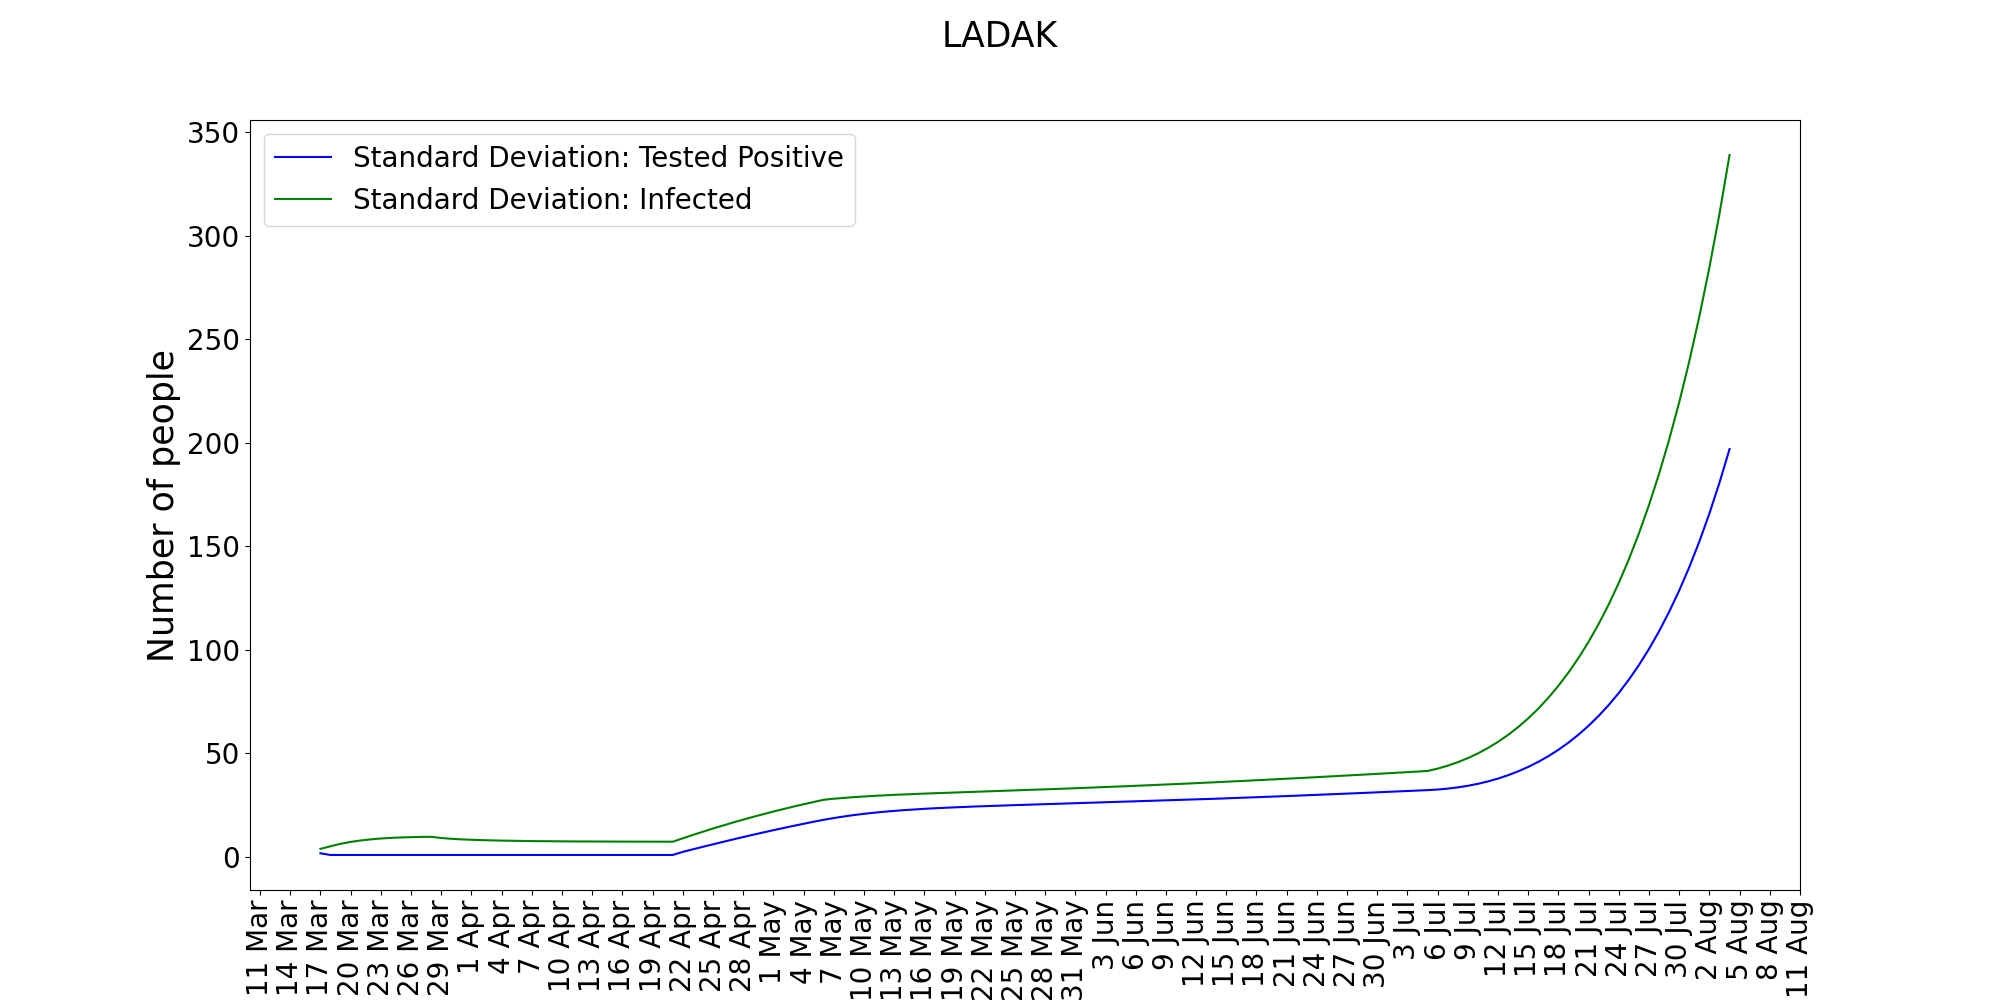 LADAK
Standard Deviation: Tested Positive
Standard Deviation: Infected
Number of people
350
300
250
200
150
100
50
0
11 Mar
14 Mar
17 Mar
20 Mar
23 Mar
26 Mar
29 Mar
1 Apr
4 Apr
7 Apr
10 Apr
13 Apr
16 Apr
19 Apr
22 Apr
25 Apr
28 Apr
1 May
4 May
7 May
10 May
13 May
16 May
19 May
22 May
25 May
28 May
31 May
3 Jun
6 Jun
9 Jun
12 Jun
15 Jun
18 Jun
21 Jun
24 Jun
27 Jun
30 Jun
3 Jul
6 Jul
9 Jul
12 Jul
15 Jul
18 Jul
21 Jul
24 Jul
27 Jul
30 Jul
2 Aug
5 Aug
8 Aug
11 Aug